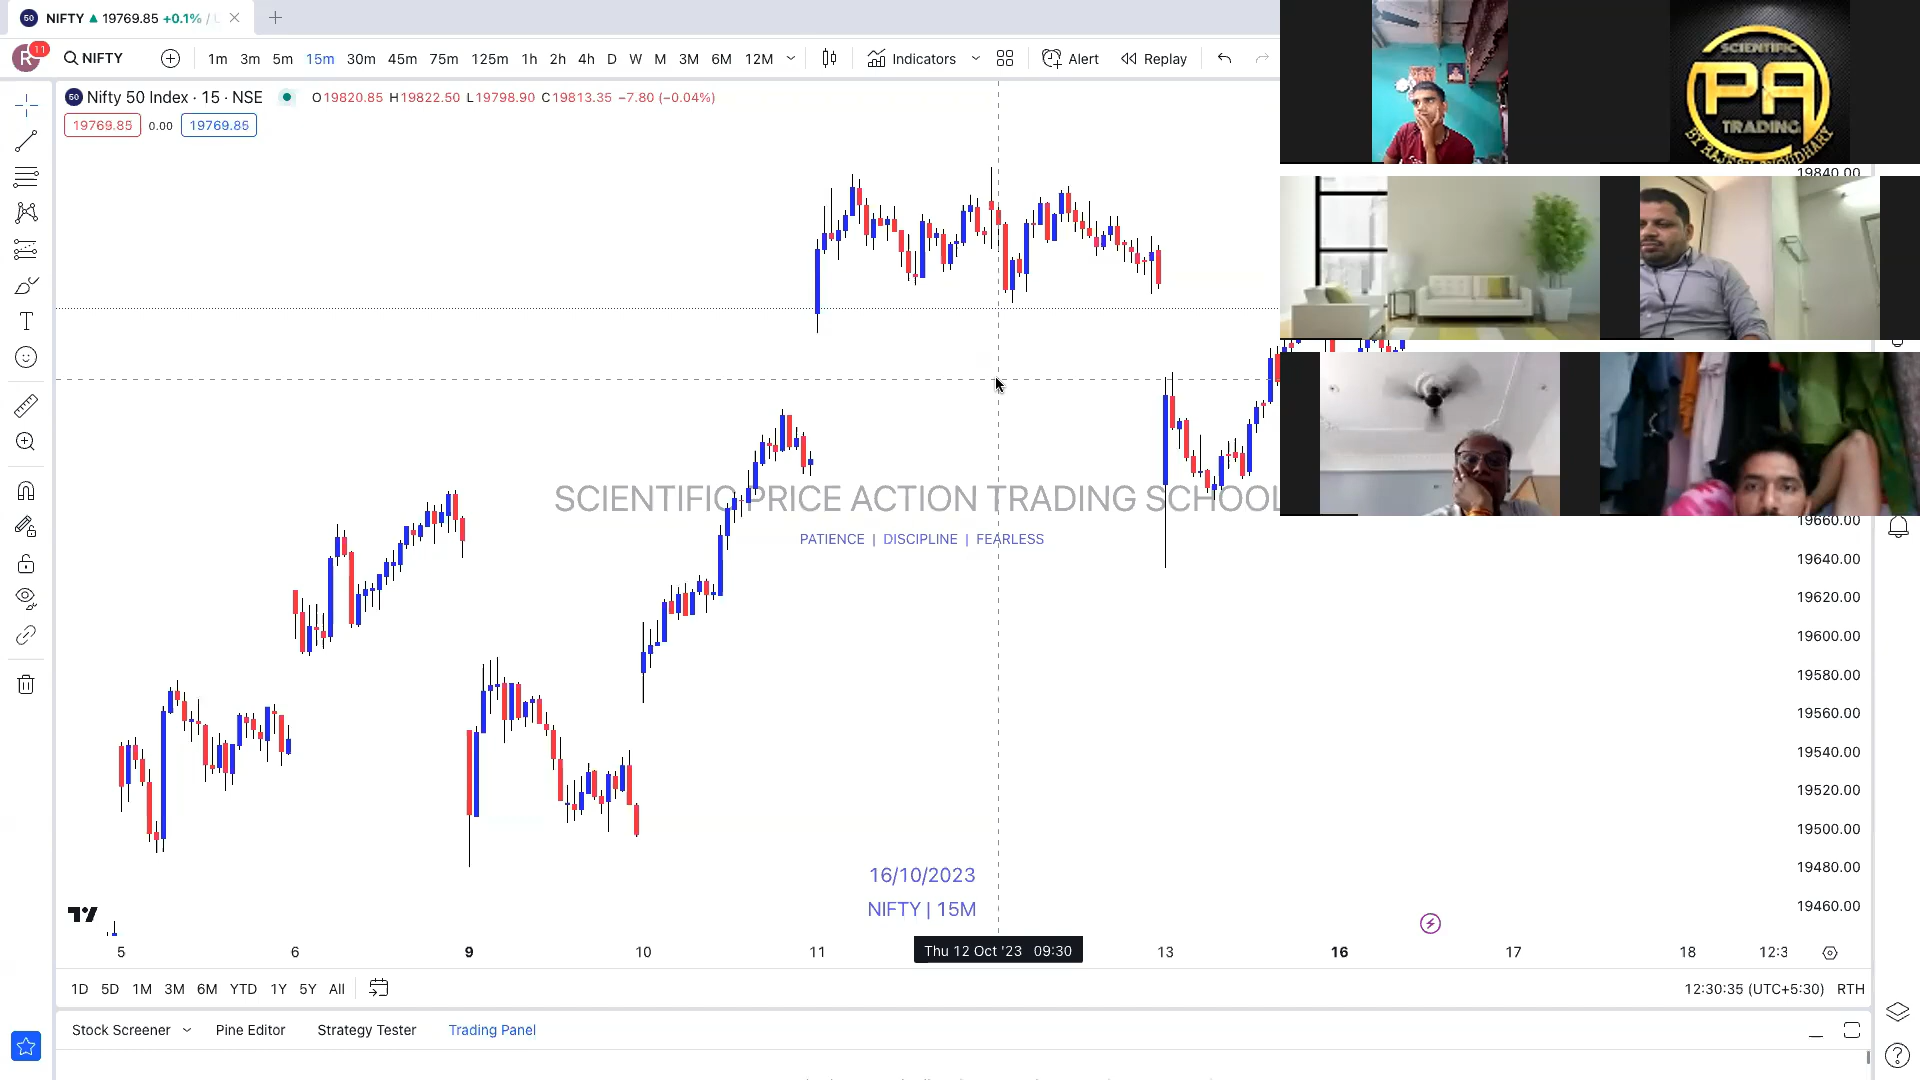 NIFTY ▲ 19769.85 +0.1% /
R 11 NIFTY 1m 3m 5m 15m 30m 45m 75m 125m 1h 2h 4h D W M 3M 6M 12M Indicators Alert Replay
50 Nifty 50 Index · 15 · NSE O19820.85 H19822.50 L19798.90 C19813.35 −7.80 (−0.04%)
19769.85 0.00 19769.85
SCIENTIFIC
PA
TRADING
BY RAJESH CHOUDHARY
19840.00
SCIENTIFIC PRICE ACTION TRADING SCHOOL
PATIENCE | DISCIPLINE | FEARLESS
19660.00
19640.00
19620.00
19600.00
19580.00
19560.00
19540.00
19520.00
19500.00
19480.00
19460.00
16/10/2023
NIFTY | 15M
5 6 9 10 11 Thu 12 Oct '23 09:30 13 16 17 18 12:3
1D 5D 1M 3M 6M YTD 1Y 5Y All 12:30:35 (UTC+5:30) RTH
Stock Screener Pine Editor Strategy Tester Trading Panel